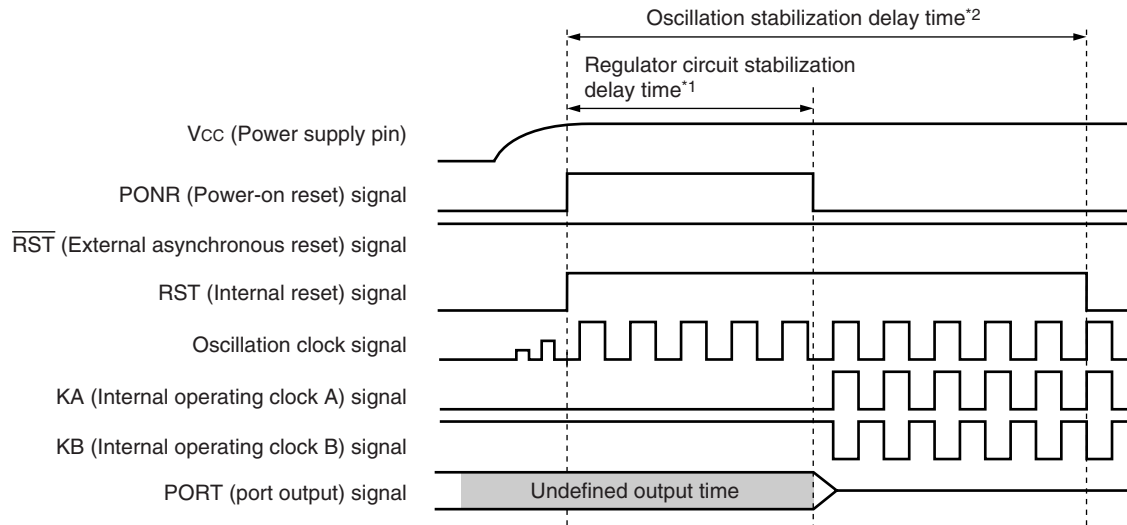 Oscillation stabilization delay time*2
Regulator circuit stabilization
delay time*1
VCC (Power supply pin)
PONR (Power-on reset) signal
RST (External asynchronous reset) signal
RST (Internal reset) signal
Oscillation clock signal
KA (Internal operating clock A) signal
KB (Internal operating clock B) signal
PORT (port output) signal
Undefined output time